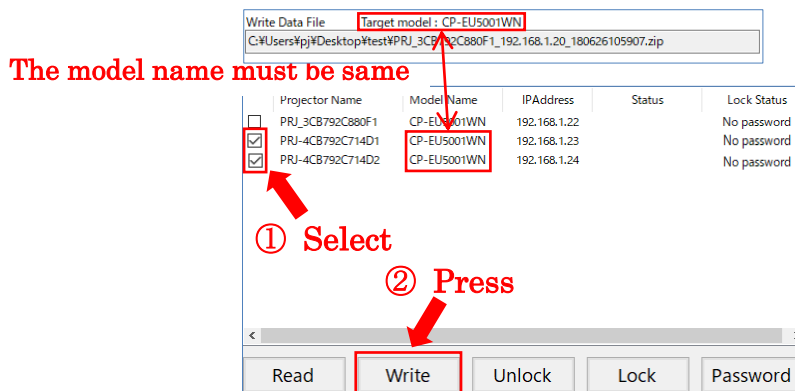 Write Data File Target model : CP-EU5001WN
C:¥Users¥pj¥Desktop¥test¥PRJ_3CB792C880F1_192.168.1.20_180626105907.zip
The model name must be same
Projector Name Model Name IPAddress Status Lock Status
PRJ_3CB792C880F1 CP-EU5001WN 192.168.1.22 No password
PRJ-4CB792C714D1 CP-EU5001WN 192.168.1.23 No password
PRJ-4CB792C714D2 CP-EU5001WN 192.168.1.24 No password
① Select
② Press
Read Write Unlock Lock Password